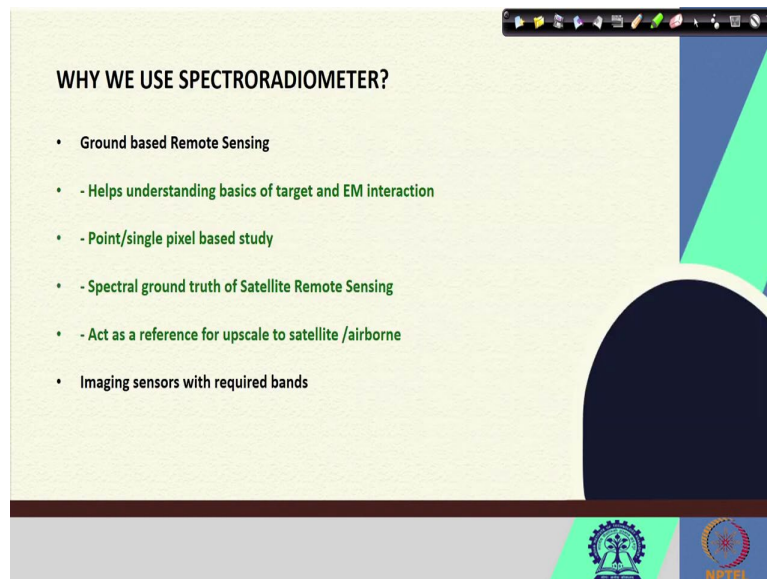 WHY WE USE SPECTRORADIOMETER?
• Ground based Remote Sensing
• - Helps understanding basics of target and EM interaction
• - Point/single pixel based study
• - Spectral ground truth of Satellite Remote Sensing
• - Act as a reference for upscale to satellite /airborne
• Imaging sensors with required bands
NPTEL